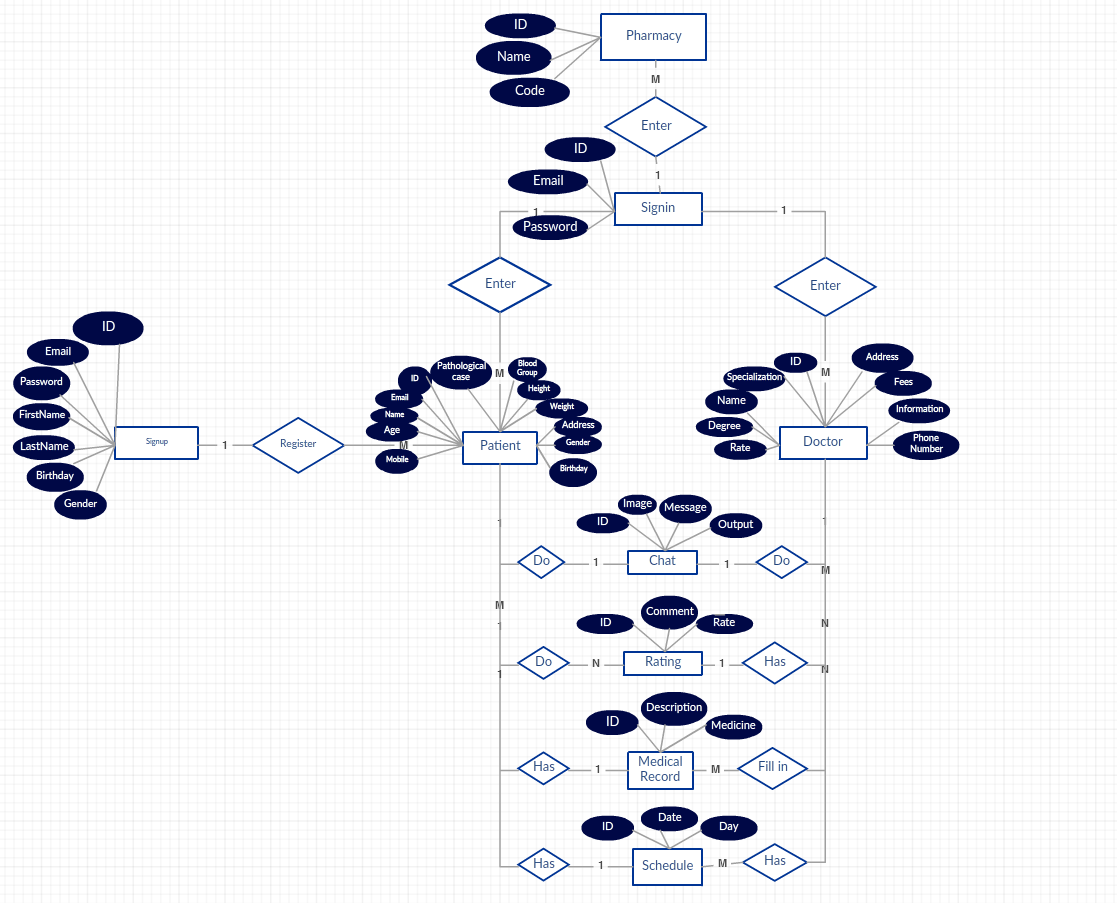 ID
Pharmacy
Name
Code
M
Enter
ID
1
Email
Signin
1
1
Password
Enter
Enter
ID
Email
Password
FirstName
LastName
Birthday
Gender
Signup
1
Register
M
Pathological
case
ID
Email
Name
Age
Mobile
M
Blood
Group
Height
Weight
Address
Gender
Birthday
Patient
M
ID
Specialization
Name
Degree
Rate
Address
Fees
Information
Phone
Number
Doctor
1
Image
Message
ID
Output
1
Do
1
Chat
1
Do
M
M
1
Comment
ID
Rate
N
Do
N
Rating
1
Has
N
1
Description
ID
Medicine
Has
1
Medical
Record
M
Fill in
Date
ID
Day
Has
1
Schedule
M
Has